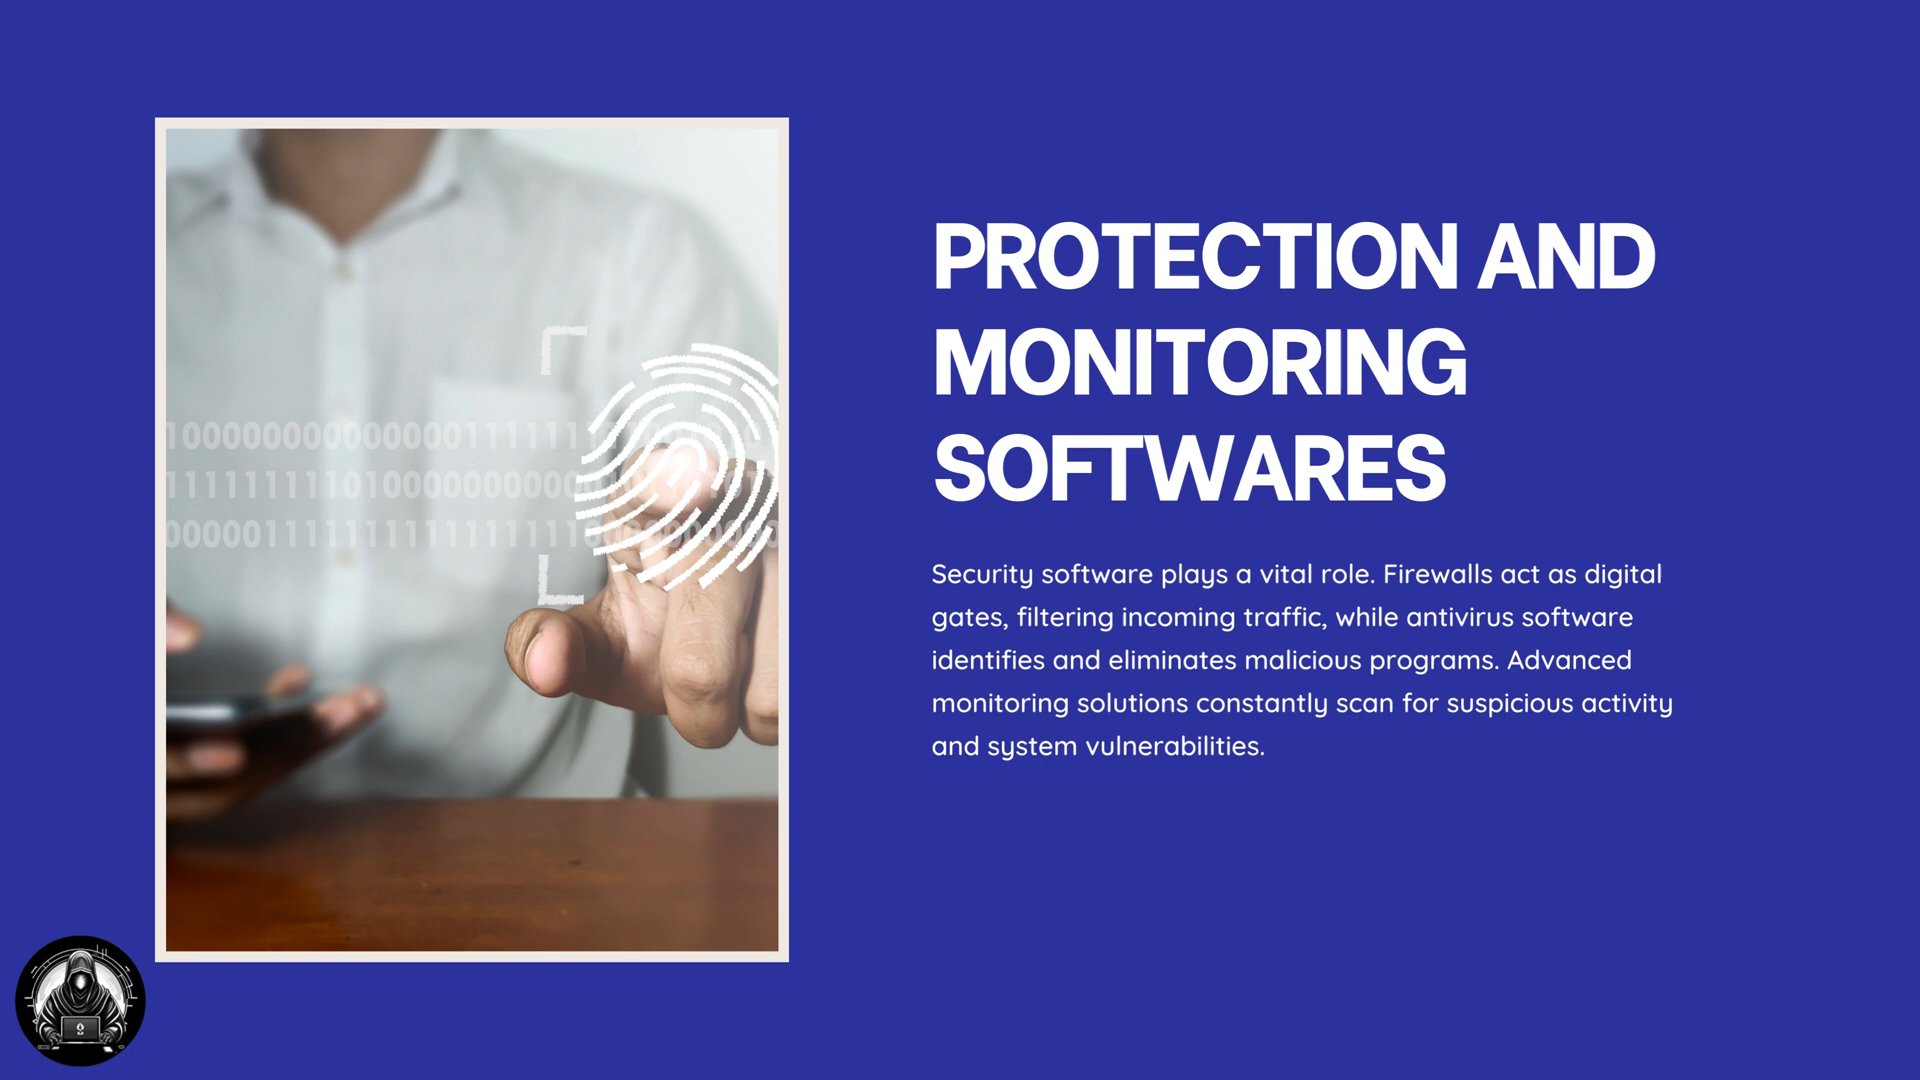 PROTECTION AND
MONITORING
SOFTWARES
Security software plays a vital role. Firewalls act as digital
gates, filtering incoming traffic, while antivirus software
identifies and eliminates malicious programs. Advanced
monitoring solutions constantly scan for suspicious activity
and system vulnerabilities.